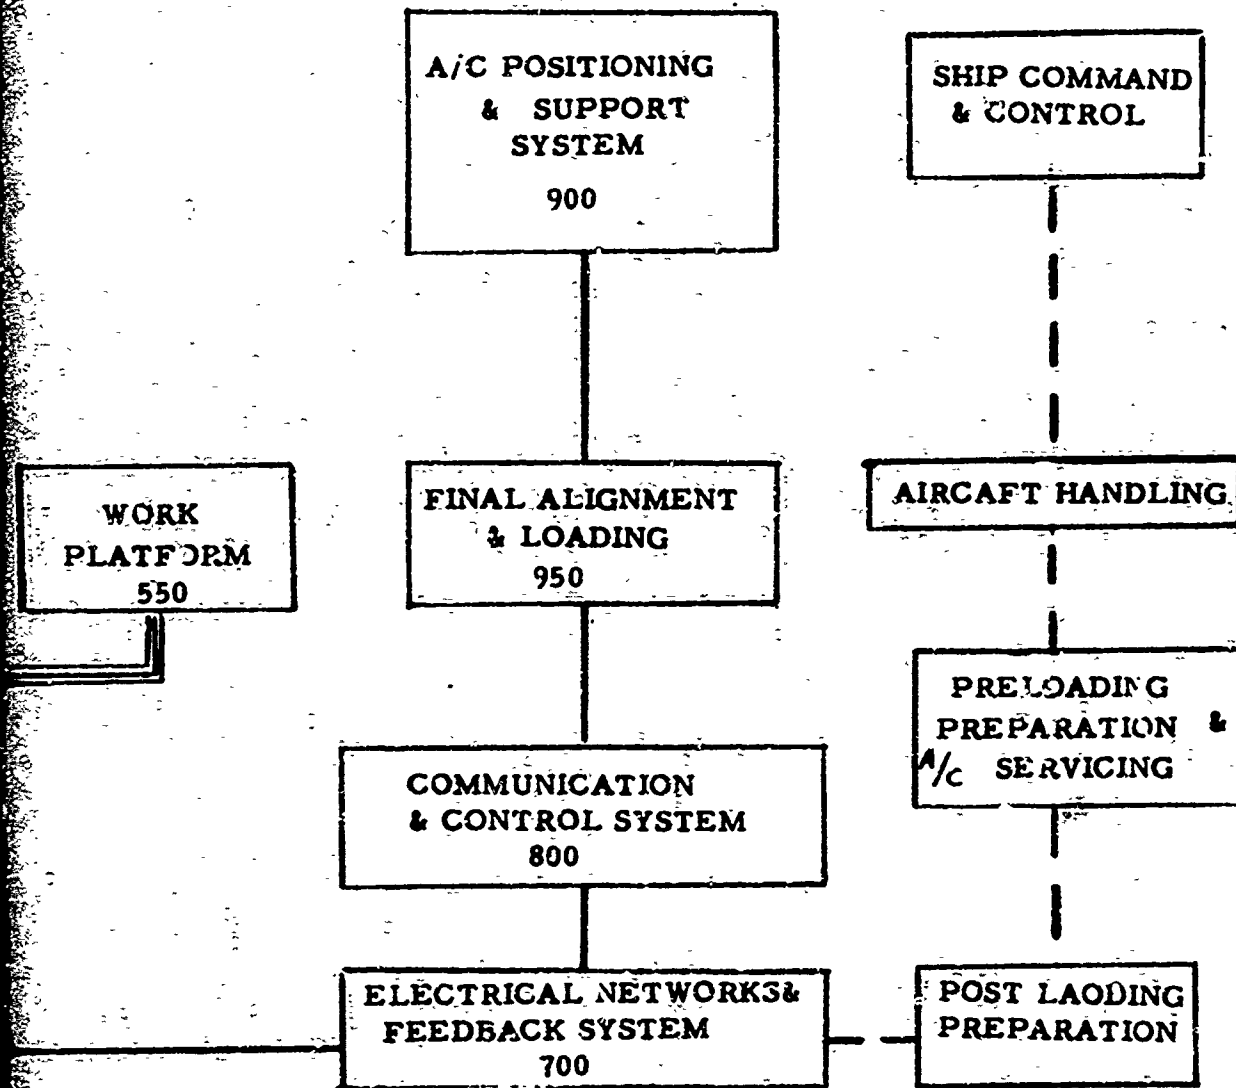 A/C POSITIONING
& SUPPORT
SYSTEM
900
SHIP COMMAND
& CONTROL
WORK
PLATFORM
550
FINAL ALIGNMENT
& LOADING
950
AIRCAFT HANDLING
PRELOADING
PREPARATION &
A/C SERVICING
COMMUNICATION
& CONTROL SYSTEM
800
ELECTRICAL NETWORKS&
FEEDBACK SYSTEM
700
POST LAODING
PREPARATION